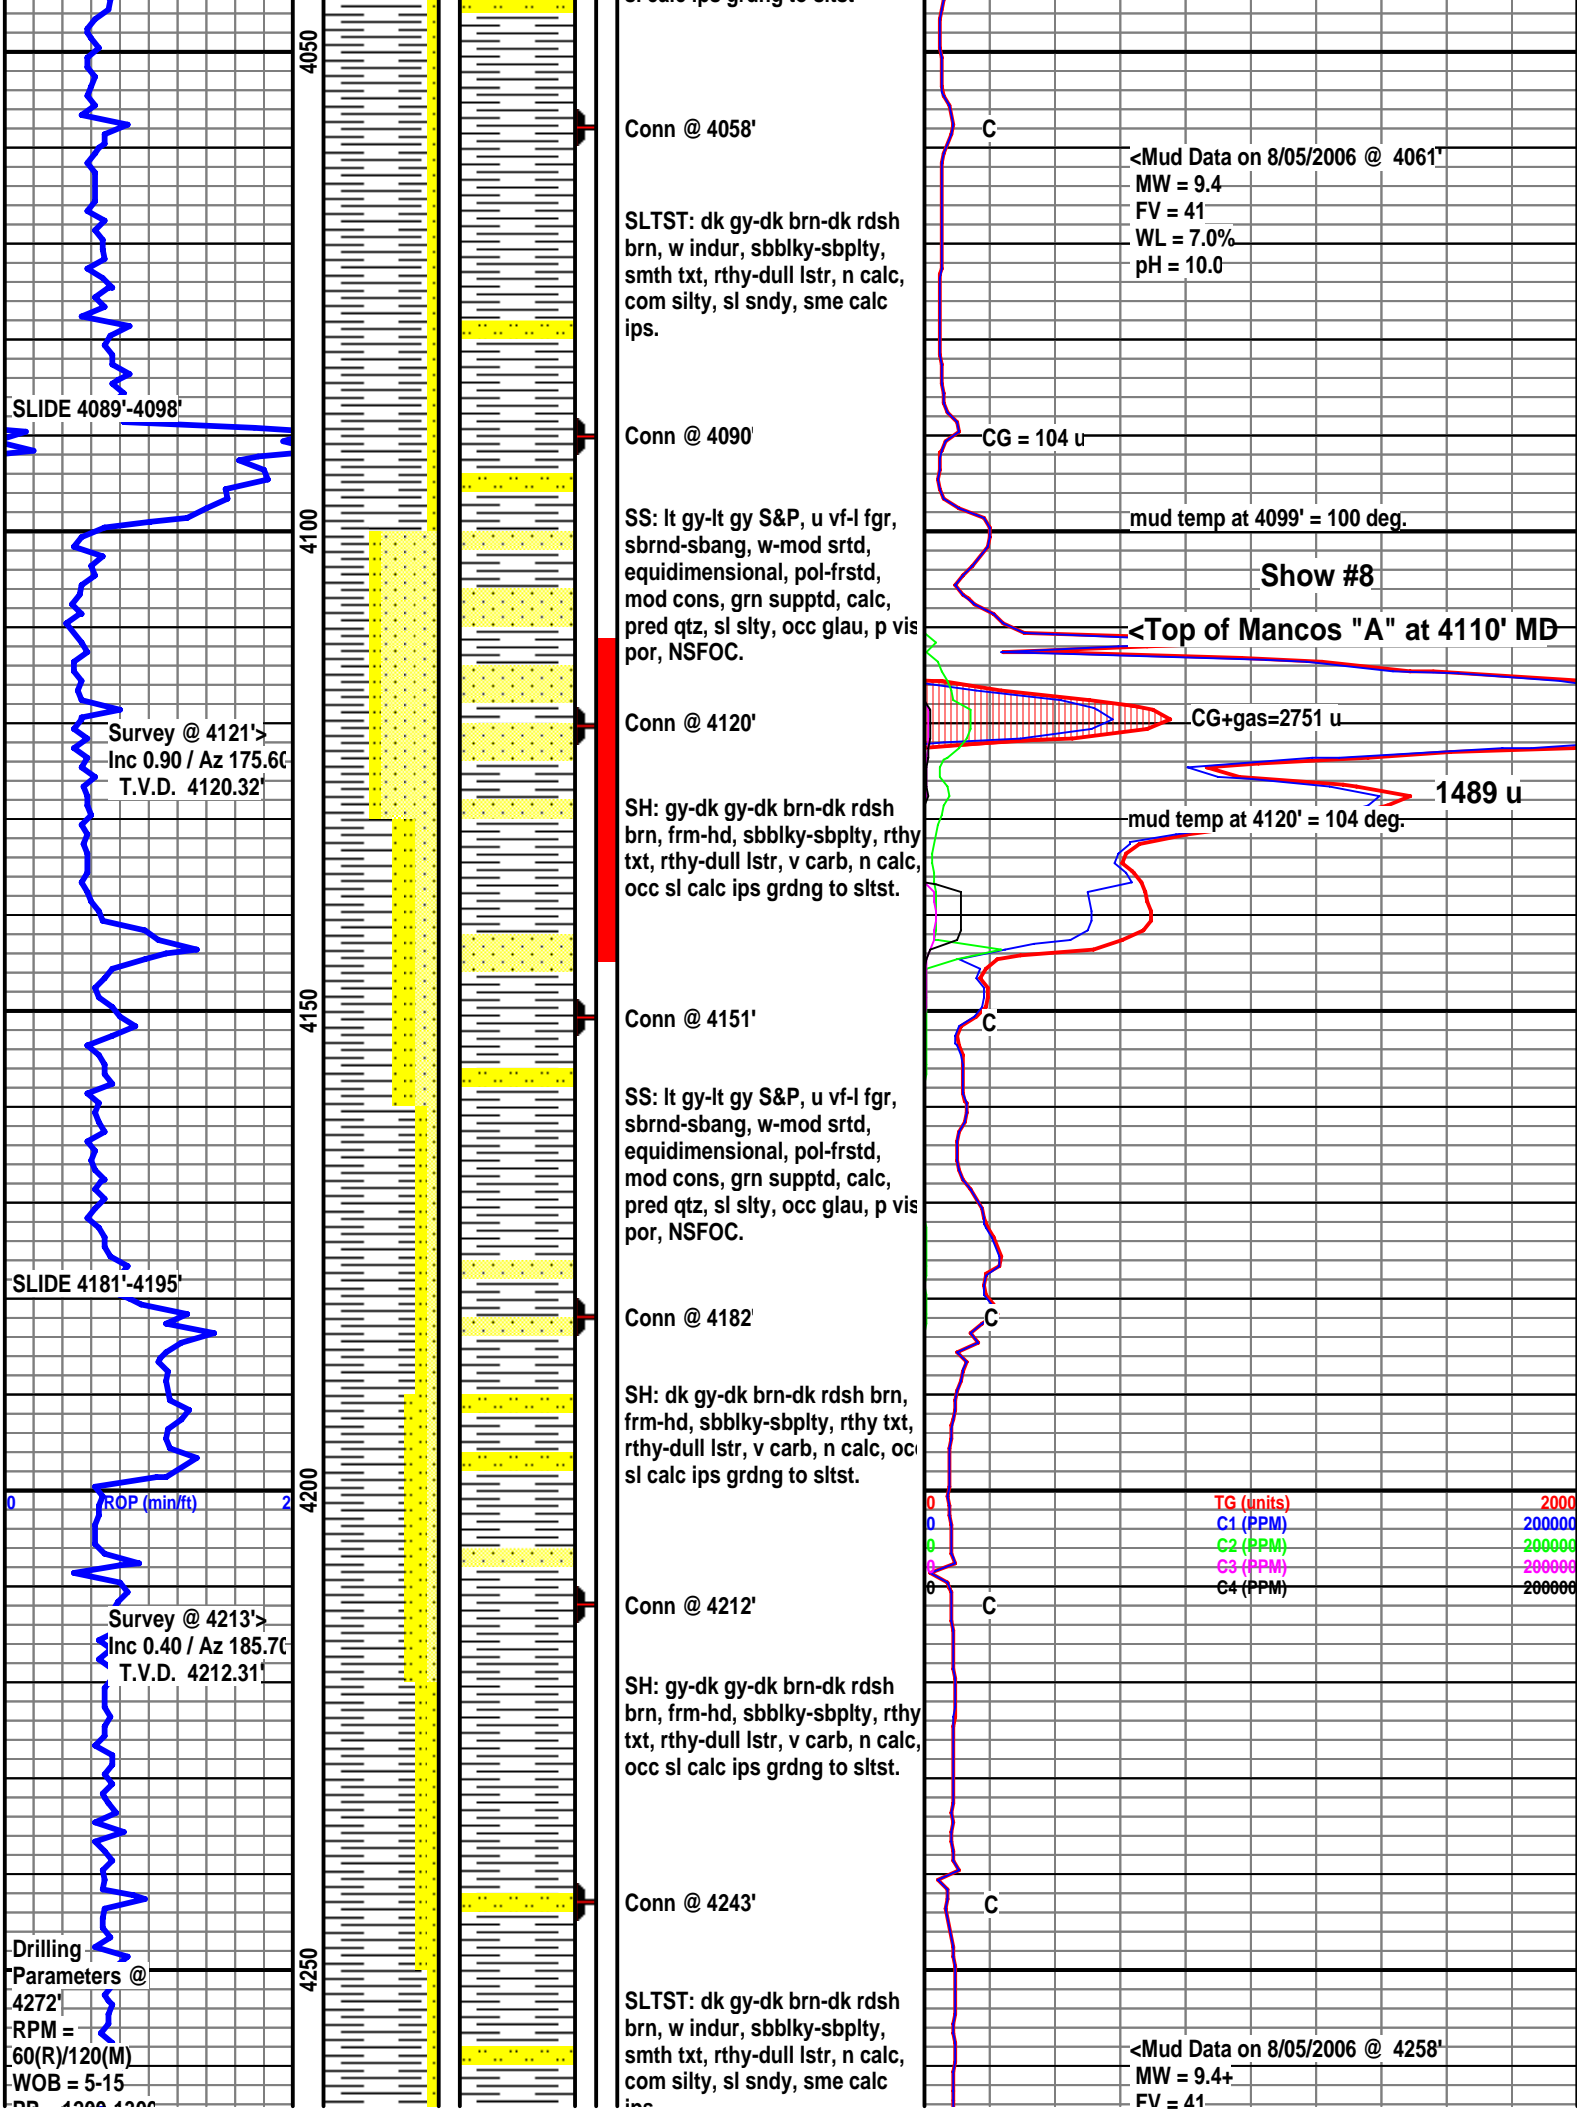 4050
Conn @ 4058'
C
<Mud Data on 8/05/2006 @ 4061'
MW = 9.4
FV = 41
WL = 7.0%
pH = 10.0
SLTST: dk gy-dk brn-dk rdsh
brn, w indur, sbblky-sbplty,
smth txt, rthy-dull lstr, n calc,
com silty, sl sndy, sme calc
ips.
SLIDE 4089'-4098'
Conn @ 4090'
CG = 104 u
4100
SS: lt gy-lt gy S&P, u vf-l fgr,
sbrnd-sbang, w-mod srtd,
equidimensional, pol-frstd,
mod cons, grn supptd, calc,
pred qtz, sl slty, occ glau, p vis
por, NSFOC.
mud temp at 4099' = 100 deg.
Show #8
<Top of Mancos "A" at 4110' MD
Survey @ 4121'>
Inc 0.90 / Az 175.60
T.V.D. 4120.32'
Conn @ 4120'
CG+gas=2751 u
1489 u
mud temp at 4120' = 104 deg.
SH: gy-dk gy-dk brn-dk rdsh
brn, frm-hd, sbblky-sbplty, rthy
txt, rthy-dull lstr, v carb, n calc,
occ sl calc ips grdng to sltst.
4150
Conn @ 4151'
C
SS: lt gy-lt gy S&P, u vf-l fgr,
sbrnd-sbang, w-mod srtd,
equidimensional, pol-frstd,
mod cons, grn supptd, calc,
pred qtz, sl slty, occ glau, p vis
por, NSFOC.
SLIDE 4181'-4195'
Conn @ 4182'
C
SH: dk gy-dk brn-dk rdsh brn,
frm-hd, sbblky-sbplty, rthy txt,
rthy-dull lstr, v carb, n calc, occ
sl calc ips grdng to sltst.
4200
0 ROP (min/ft) 2
0 TG (units) 2000
0 C1 (PPM) 200000
0 C2 (PPM) 200000
0 C3 (PPM) 200000
0 C4 (PPM) 200000
Survey @ 4213'>
Inc 0.40 / Az 185.70
T.V.D. 4212.31'
Conn @ 4212'
C
SH: gy-dk gy-dk brn-dk rdsh
brn, frm-hd, sbblky-sbplty, rthy
txt, rthy-dull lstr, v carb, n calc,
occ sl calc ips grdng to sltst.
Conn @ 4243'
C
4250
Drilling
Parameters @
4272'
RPM =
60(R)/120(M)
WOB = 5-15
SLTST: dk gy-dk brn-dk rdsh
brn, w indur, sbblky-sbplty,
smth txt, rthy-dull lstr, n calc,
com silty, sl sndy, sme calc
ips.
<Mud Data on 8/05/2006 @ 4258'
MW = 9.4+
FV = 41